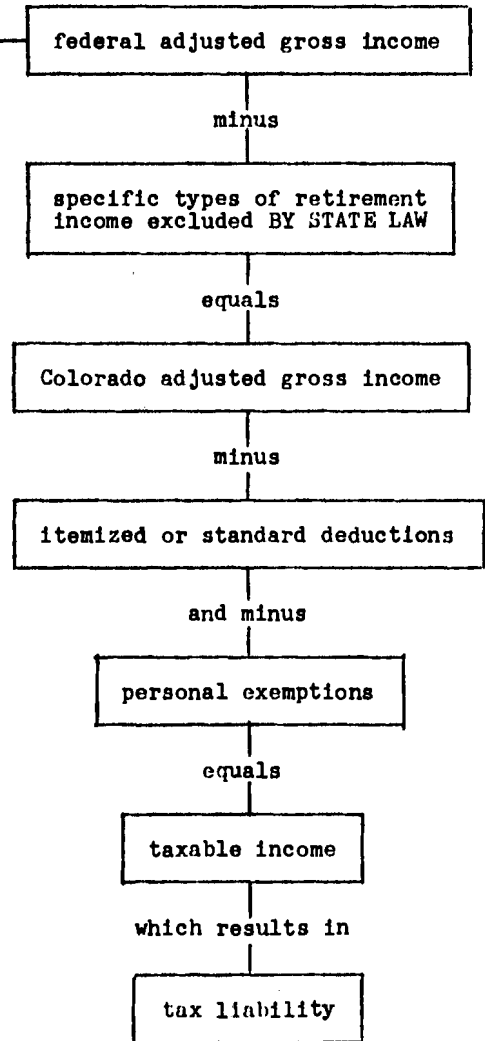 federal adjusted gross income
minus
specific types of retirement
income excluded BY STATE LAW
equals
Colorado adjusted gross income
minus
itemized or standard deductions
and minus
personal exemptions
equals
taxable income
which results in
tax liability